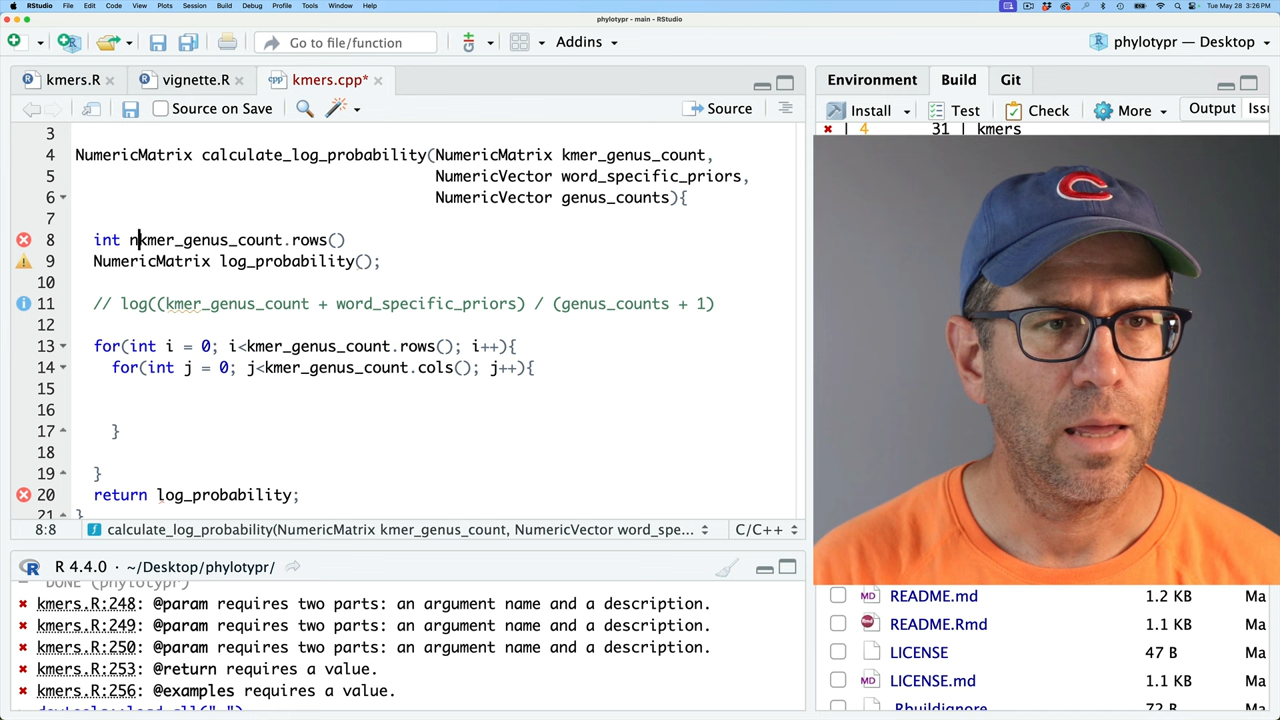 RStudio File Edit Code View Plots Session Build Debug Profile Tools Window Help Tue May 28 3:26 PM
phylotypr - main - RStudio
Go to file/function Addins phylotypr — Desktop
kmers.R vignette.R kmers.cpp* Environment Build Git
Source on Save Source Install Test Check More Output
4 31 | kmers
3
4 NumericMatrix calculate_log_probability(NumericMatrix kmer_genus_count,
5 NumericVector word_specific_priors,
6 NumericVector genus_counts){
7
8 int nkmer_genus_count.rows()
9 NumericMatrix log_probability();
10
11 // log((kmer_genus_count + word_specific_priors) / (genus_counts + 1)
12
13 for(int i = 0; i<kmer_genus_count.rows(); i++){
14 for(int j = 0; j<kmer_genus_count.cols(); j++){
15
16
17 }
18
19 }
20 return log_probability;
21 }
8:8 calculate_log_probability(NumericMatrix kmer_genus_count, NumericVector word_spe... C/C++
R 4.4.0 · ~/Desktop/phylotypr/
DONE (phylotypr)
kmers.R:248: @param requires two parts: an argument name and a description.
kmers.R:249: @param requires two parts: an argument name and a description.
kmers.R:250: @param requires two parts: an argument name and a description.
kmers.R:253: @return requires a value.
kmers.R:256: @examples requires a value.
devtools::load_all(".")
README.md 1.2 KB Ma
README.Rmd 1.1 KB Ma
LICENSE 47 B Ma
LICENSE.md 1.1 KB Ma
.Rbuildignore 72 B Ma